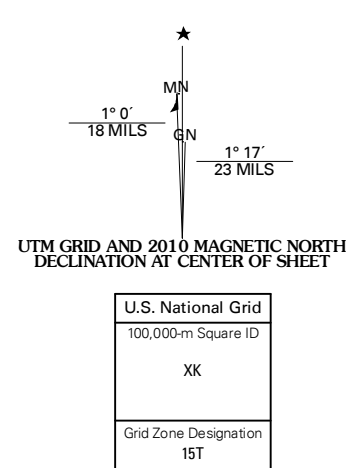 MN
1° 0´
18 MILS
GN
1° 17´
23 MILS
UTM GRID AND 2010 MAGNETIC NORTH
DECLINATION AT CENTER OF SHEET
U.S. National Grid
100,000-m Square ID
XK
Grid Zone Designation
15T